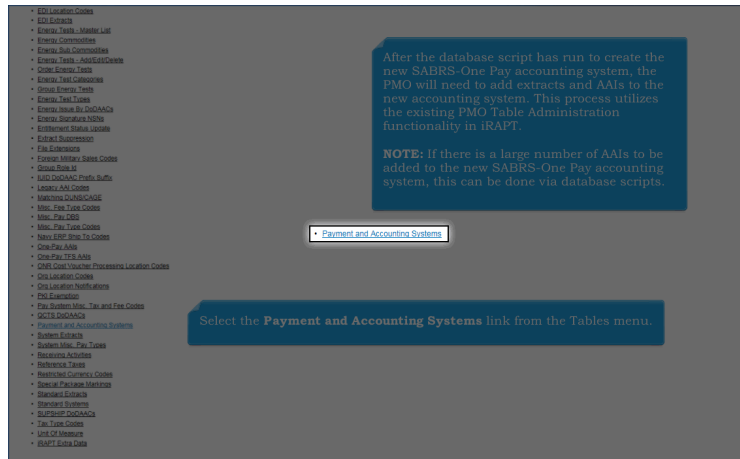 • EDI Location Codes
• EDI Extracts
• Energy Tests - Master List
• Energy Commodities
• Energy Sub Commodities
• Energy Tests - Add/Edit/Delete
• Order Energy Tests
• Energy Test Categories
• Group Energy Tests
• Energy Test Types
• Energy Issue By DoDAACs
• Energy Signature NSNs
• Entitlement Status Update
• Extract Suppression
• File Extensions
• Foreign Military Sales Codes
• Group Role Id
• IUID DoDAAC Prefix Suffix
• Legacy AAI Codes
• Matching DUNS/CAGE
• Misc. Fee Type Codes
• Misc. Pay DBS
• Misc. Pay Type Codes
• Navy ERP Ship To Codes
• One-Pay AAIs
• One-Pay TFS AAIs
• ONR Cost Voucher Processing Location Codes
• Org Location Codes
• Org Location Notifications
• PKI Exemption
• Pay System Misc. Tax and Fee Codes
• QCTS DoDAACs
• Payment and Accounting Systems
• System Extracts
• System Misc. Pay Types
• Receiving Activities
• Reference Taxes
• Restricted Currency Codes
• Special Package Markings
• Standard Extracts
• Standard Systems
• SUPSHIP DoDAACs
• Tax Type Codes
• Unit Of Measure
• iRAPT Extra Data
After the database script has run to create the
new SABRS-One Pay accounting system, the
PMO will need to add extracts and AAIs to the
new accounting system. This process utilizes
the existing PMO Table Administration
functionality in iRAPT.
NOTE: If there is a large number of AAIs to be
added to the new SABRS-One Pay accounting
system, this can be done via database scripts.
• Payment and Accounting Systems
Select the Payment and Accounting Systems link from the Tables menu.